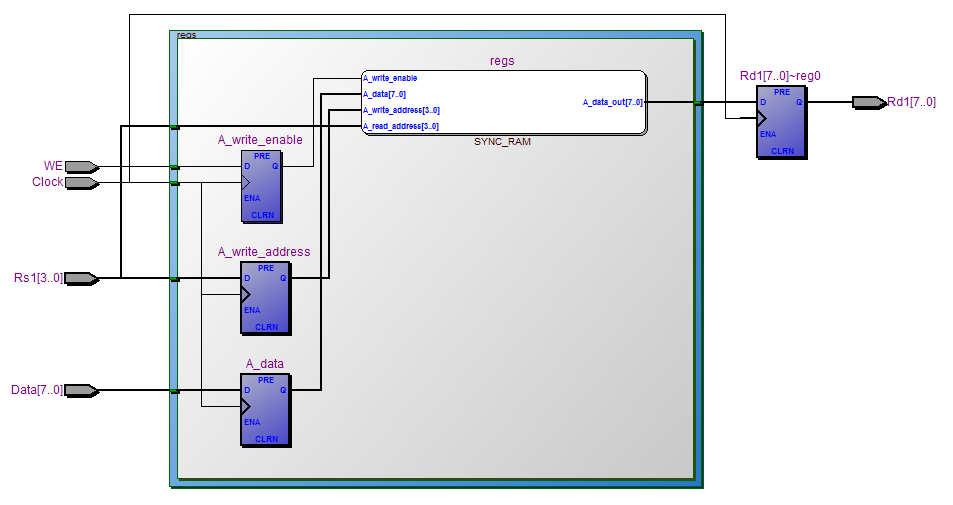 regs
regs
A_write_enable
A_data[7..0]
A_write_address[3..0]
A_read_address[3..0]
A_data_out[7..0]
SYNC_RAM
Rd1[7..0]~reg0
PRE
D
Q
ENA
CLRN
Rd1[7..0]
WE
Clock
A_write_enable
PRE
D
Q
ENA
CLRN
Rs1[3..0]
A_write_address
PRE
D
Q
ENA
CLRN
Data[7..0]
A_data
PRE
D
Q
ENA
CLRN